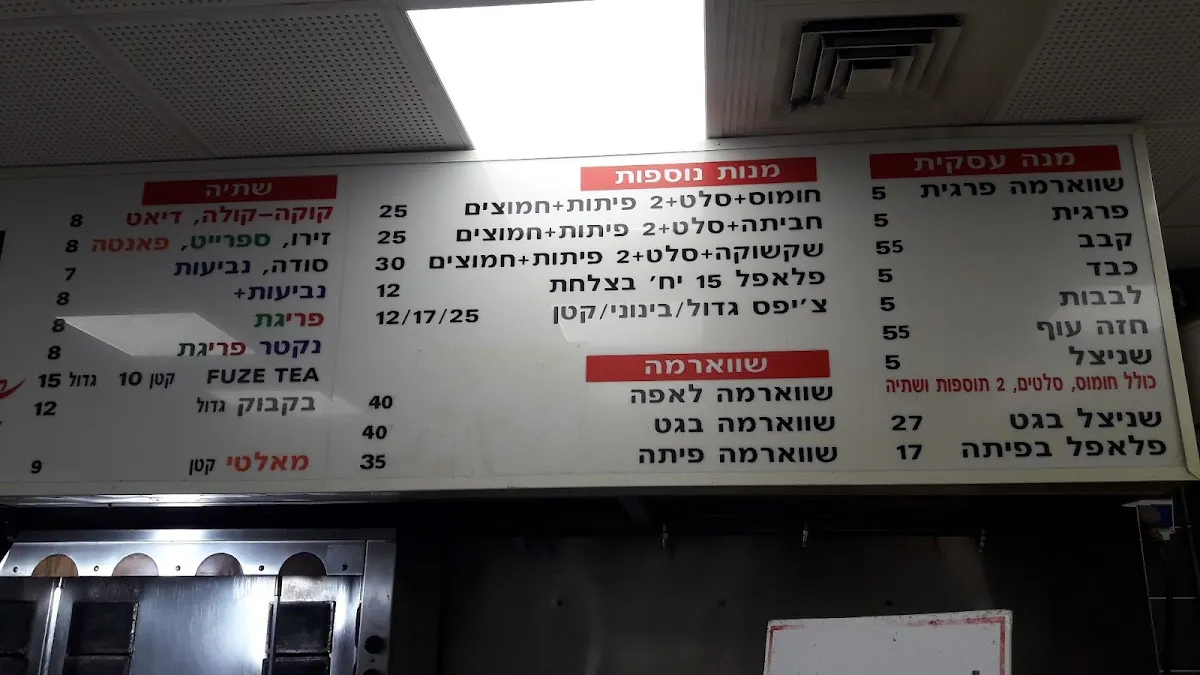 מנה עסקית
שווארמה פרגית 5
פרגית 5
קבב 55
כבד 5
לבבות 5
חזה עוף 55
שניצל 5
כולל חומוס, סלטים, 2 תוספות ושתיה
שניצל בגט 27
פלאפל בפיתה 17
מנות נוספות
חומוס+סלט+2 פיתות+חמוצים 25
חביתה+סלט+2 פיתות+חמוצים 25
שקשוקה+סלט+2 פיתות+חמוצים 30
פלאפל 15 יח׳ בצלחת 12
צ׳יפס גדול/בינוני/קטן 12/17/25
שווארמה
שווארמה לאפה 40
שווארמה בגט 40
שווארמה פיתה 35
שתיה
קוקה-קולה, דיאט 8
זירו, ספרייט, פאנטה 8
סודה, נביעות 7
נביעות+ 8
פריגת 8
נקטר פריגת 8
FUZE TEA קטן 10 גדול 15
בקבוק גדול 12
מאלטי קטן 9